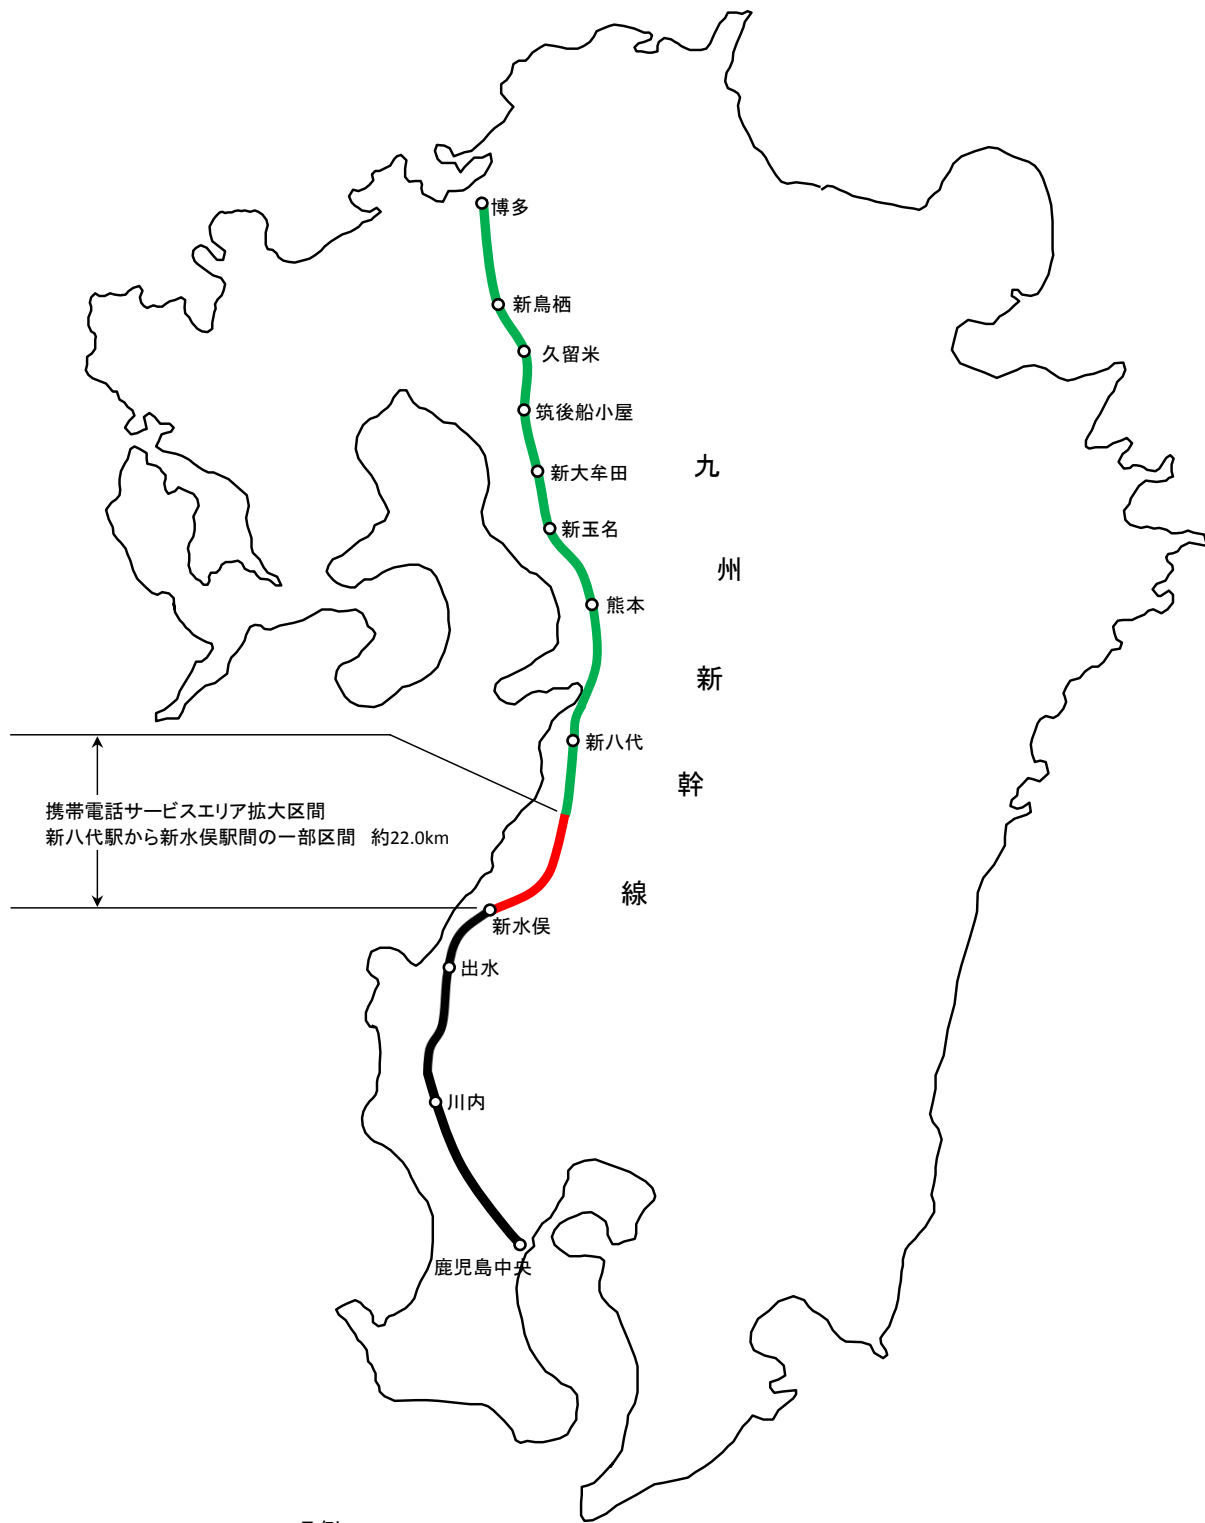 博多
新鳥栖
久留米
筑後船小屋
新大牟田
新玉名
熊本
新八代
九州新幹線
携帯電話サービスエリア拡大区間
新八代駅から新水俣駅間の一部区間 約22.0km
新水俣
出水
川内
鹿児島中央